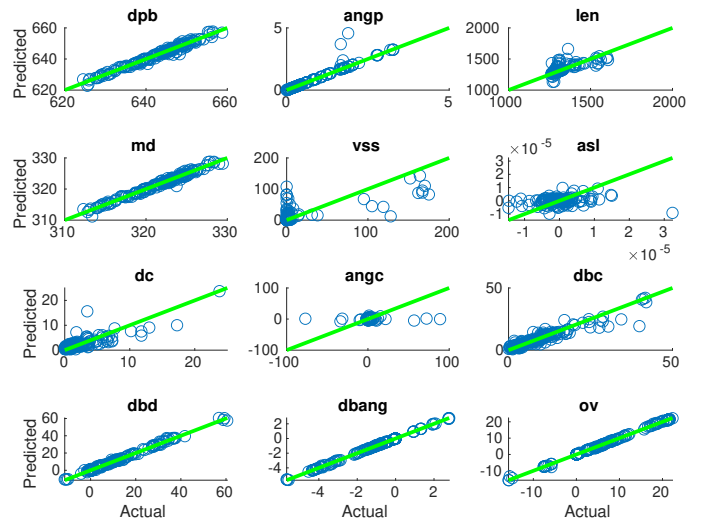 dpb angp len
660 5 2000
640 1500
620 0 1000
620 640 660 0 5 1000 1500 2000
Predicted
md vss asl
330 200 ×10⁻⁵
320 100 3
310 0 2
1
0
-1
310 320 330 0 100 200 -1 0 1 2 3
×10⁻⁵
dc angc dbc
20 100 50
10 0
0 -100 0
0 10 20 -100 0 100 0 50
Predicted
dbd dbang ov
60 2 20
40 0 10
20 -2 0
0 -4 -10
0 20 40 60 -4 -2 0 2 -10 0 10 20
Predicted
Actual Actual Actual